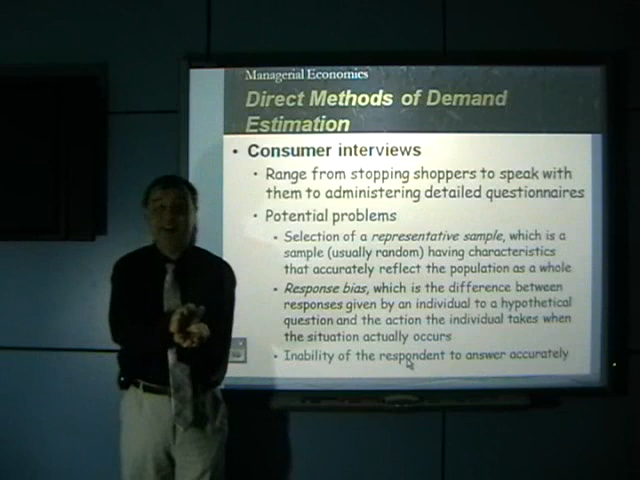 Managerial Economics
Direct Methods of Demand
Estimation
• Consumer interviews
• Range from stopping shoppers to speak with
them to administering detailed questionnaires
• Potential problems
• Selection of a representative sample, which is a
sample (usually random) having characteristics
that accurately reflect the population as a whole
• Response bias, which is the difference between
responses given by an individual to a hypothetical
question and the action the individual takes when
the situation actually occurs
• Inability of the respondent to answer accurately